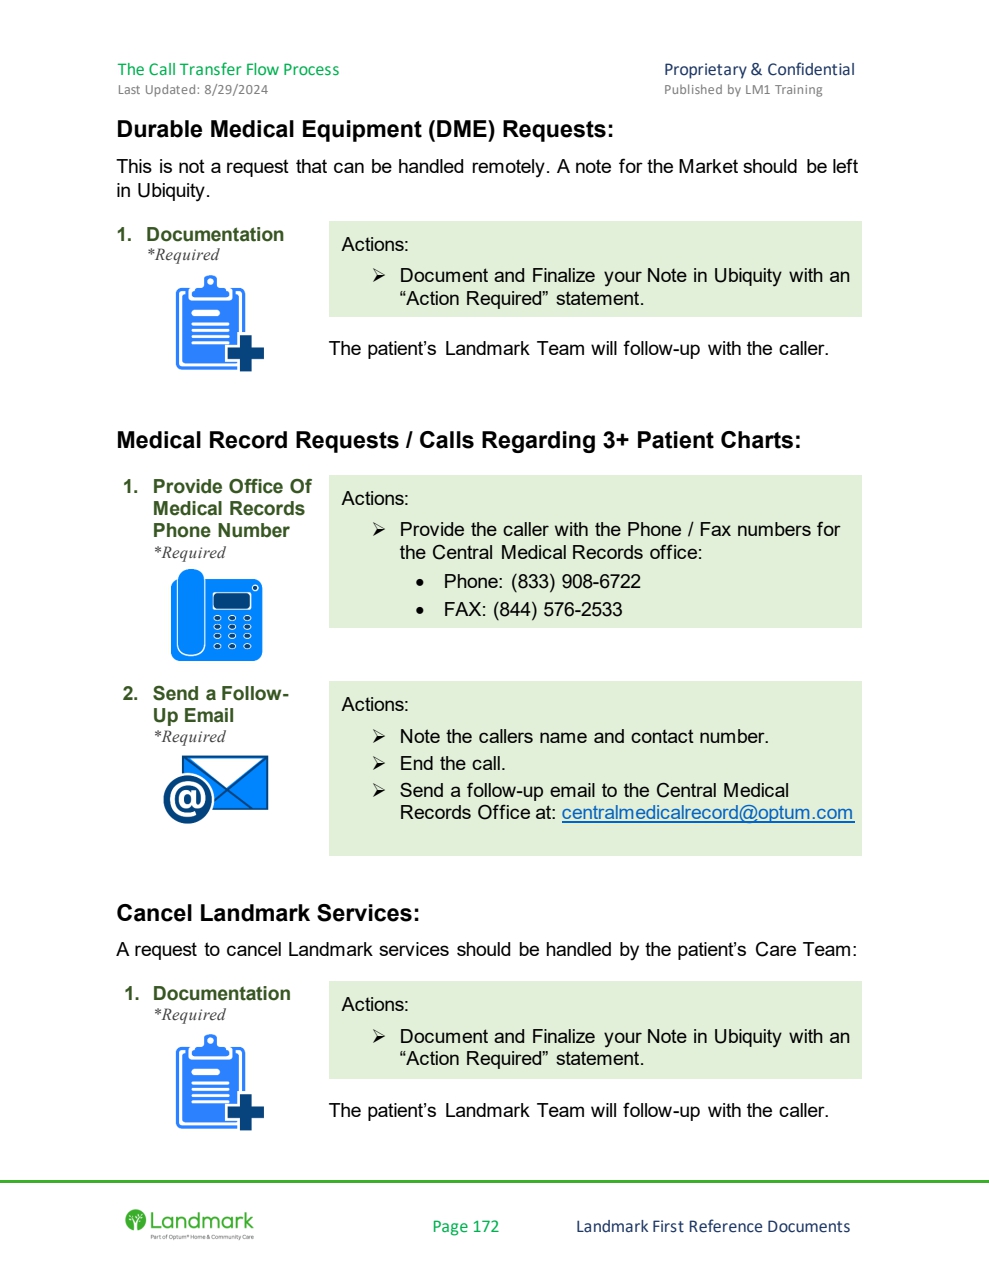 The Call Transfer Flow Process
Proprietary & Confidential
Last Updated: 8/29/2024
Published by LM1 Training
Durable Medical Equipment (DME) Requests:
This is not a request that can be handled remotely. A note for the Market should be left
in Ubiquity.
1. Documentation
*Required
Actions:
➢ Document and Finalize your Note in Ubiquity with an
“Action Required” statement.
The patient’s Landmark Team will follow-up with the caller.
Medical Record Requests / Calls Regarding 3+ Patient Charts:
1. Provide Office Of
Medical Records
Phone Number
*Required
Actions:
➢ Provide the caller with the Phone / Fax numbers for
the Central Medical Records office:
• Phone: (833) 908-6722
• FAX: (844) 576-2533
2. Send a Follow-
Up Email
*Required
@
Actions:
➢ Note the callers name and contact number.
➢ End the call.
➢ Send a follow-up email to the Central Medical
Records Office at: centralmedicalrecord@optum.com
Cancel Landmark Services:
A request to cancel Landmark services should be handled by the patient’s Care Team:
1. Documentation
*Required
Actions:
➢ Document and Finalize your Note in Ubiquity with an
“Action Required” statement.
The patient’s Landmark Team will follow-up with the caller.
Landmark
Part of Optum® Home & Community Care
Page 172
Landmark First Reference Documents